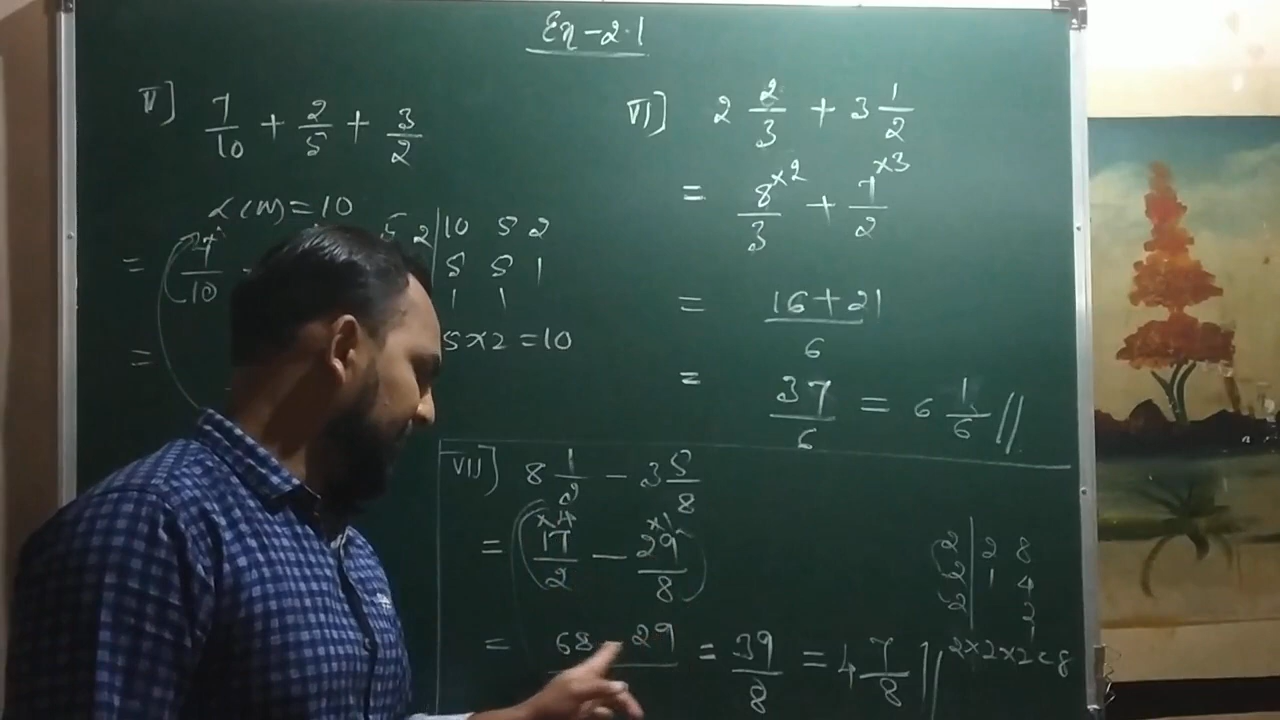 Ex-2.1
V] 7/10 + 2/5 + 3/2
LCM = 10
5 2 | 10 5 2
5 5 1
1 1
5×2 = 10
=
10
=
VI] 2 2/3 + 3 1/2
= 8×2/3 + 7×3/2
= 16+21/6
= 37/6 = 6 1/6 //
VII] 8 1/2 - 3 5/8
= (17×4/2 - 29×1/8)
= 68 - 29 = 39/8 = 4 7/8 //
2 | 2 8
2 | 1 4
2 | 2
1
2×2×2=8